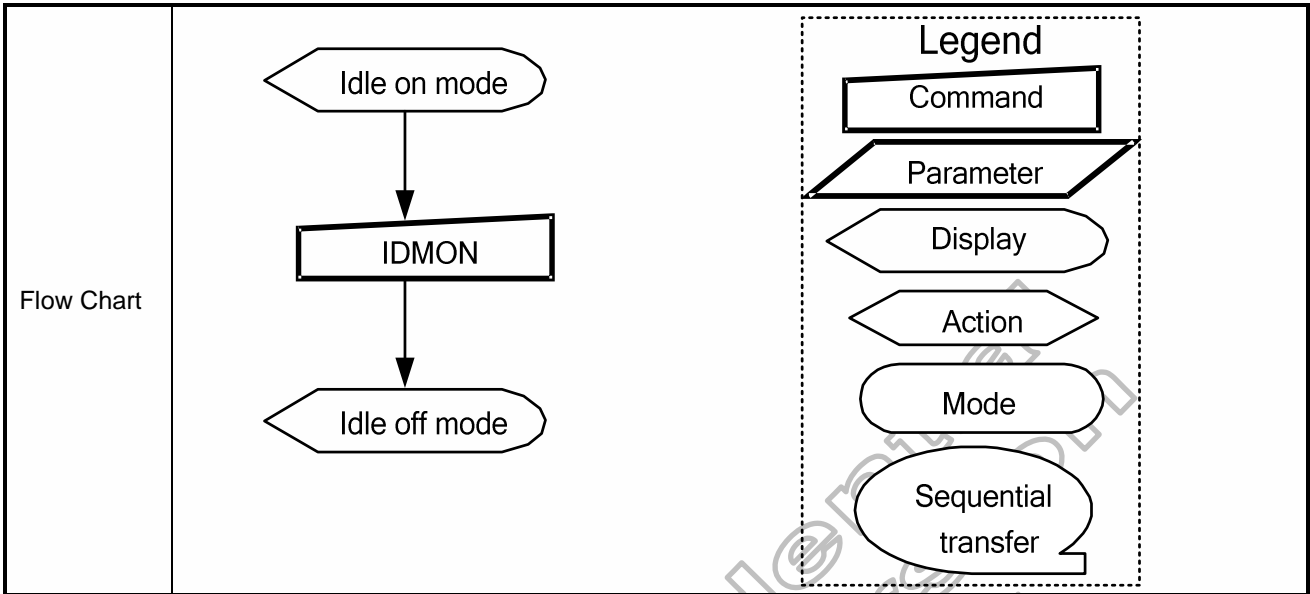 Flow Chart
Idle on mode
IDMON
Idle off mode
Legend
Command
Parameter
Display
Action
Mode
Sequential
transfer